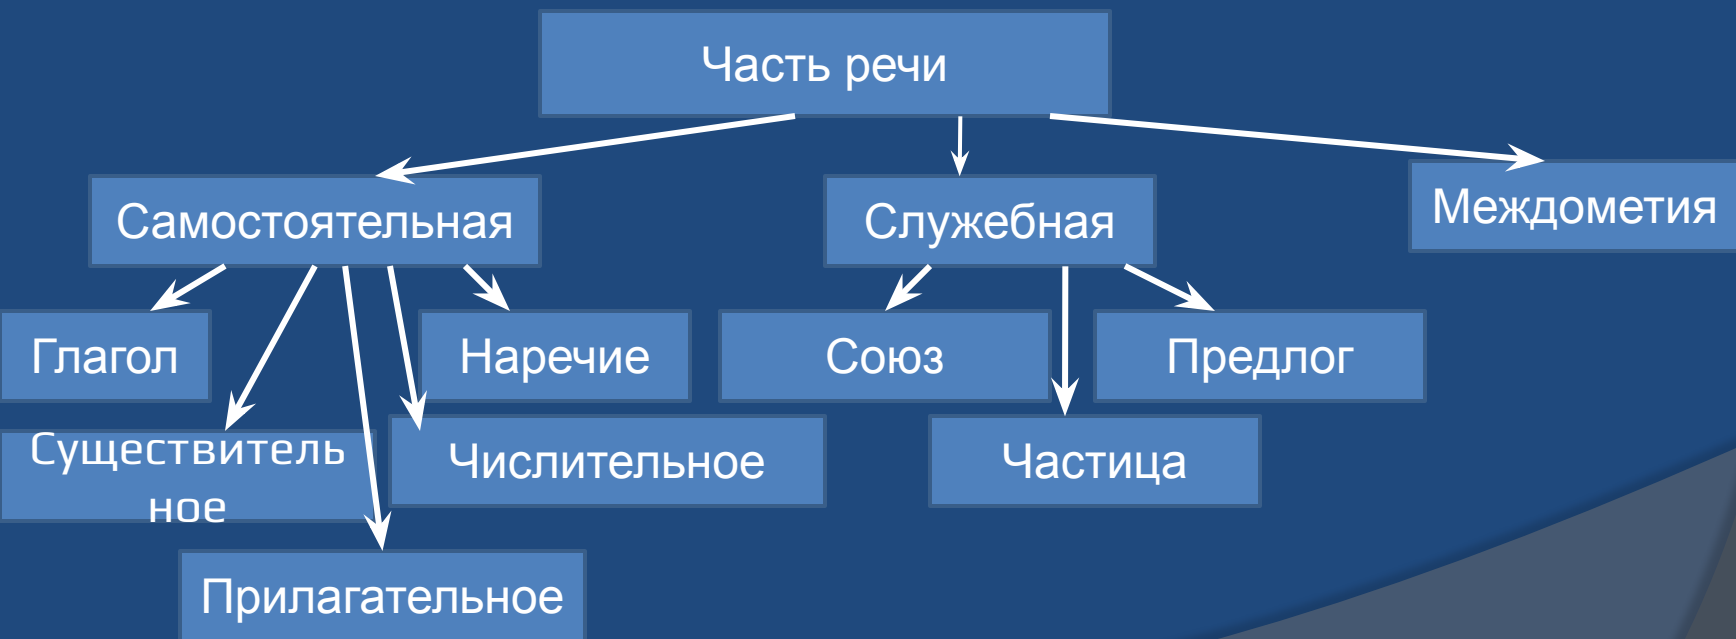 Часть речи
Самостоятельная
Служебная
Междометия
Глагол
Наречие
Союз
Предлог
Существитель
ное
Числительное
Частица
Прилагательное